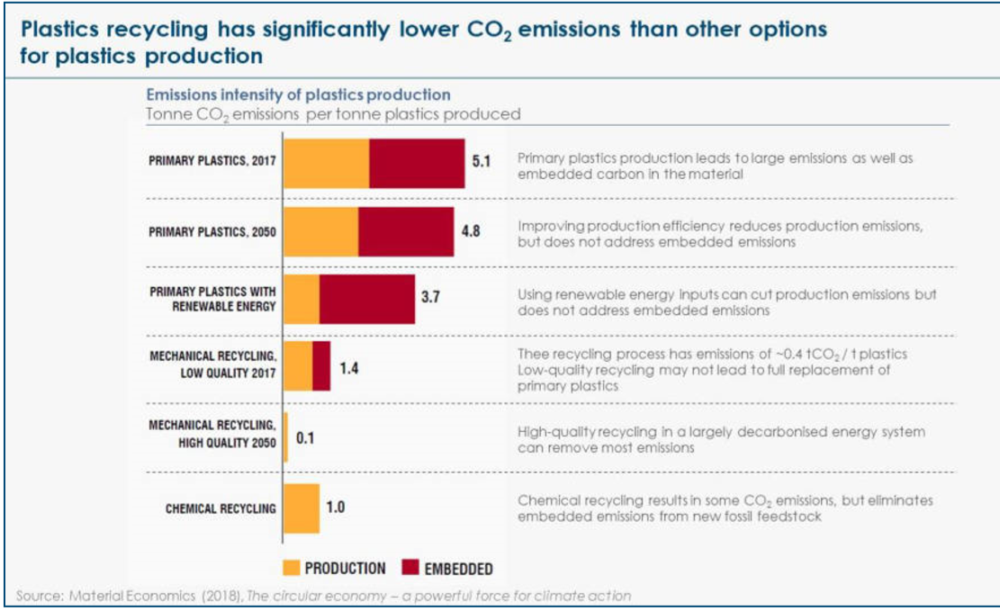 Plastics recycling has significantly lower CO₂ emissions than other options
for plastics production
Emissions intensity of plastics production
Tonne CO₂ emissions per tonne plastics produced
PRIMARY PLASTICS, 2017
5.1
Primary plastics production leads to large emissions as well as
embedded carbon in the material
PRIMARY PLASTICS, 2050
4.8
Improving production efficiency reduces production emissions,
but does not address embedded emissions
PRIMARY PLASTICS WITH
RENEWABLE ENERGY
3.7
Using renewable energy inputs can cut production emissions but
does not address embedded emissions
MECHANICAL RECYCLING,
LOW QUALITY 2017
1.4
Thee recycling process has emissions of ~0.4 tCO₂ / t plastics
Low-quality recycling may not lead to full replacement of
primary plastics
MECHANICAL RECYCLING,
HIGH QUALITY 2050
0.1
High-quality recycling in a largely decarbonised energy system
can remove most emissions
CHEMICAL RECYCLING
1.0
Chemical recycling results in some CO₂ emissions, but eliminates
embedded emissions from new fossil feedstock
PRODUCTION
EMBEDDED
Source: Material Economics (2018), The circular economy – a powerful force for climate action